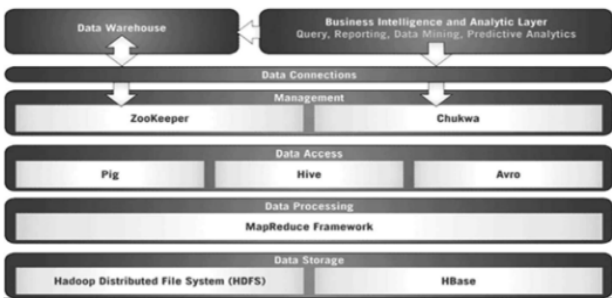 Data Warehouse
Business Intelligence and Analytic Layer
Query, Reporting, Data Mining, Predictive Analytics
Data Connections
Management
ZooKeeper
Chukwa
Data Access
Pig
Hive
Avro
Data Processing
MapReduce Framework
Data Storage
Hadoop Distributed File System (HDFS)
HBase